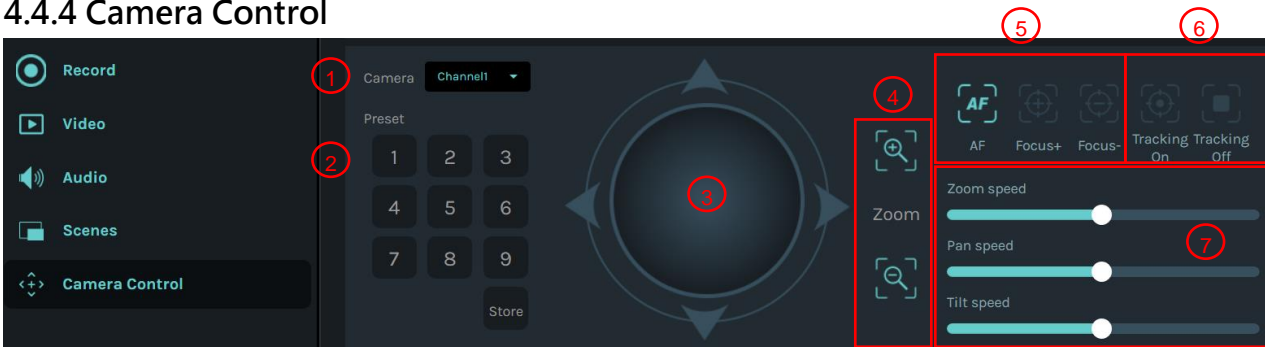 4.4.4 Camera Control
5
6
Record
1
Camera
Channel1
4
AF
AF
Focus+
Focus-
Tracking On
Tracking Off
Video
Preset
2
1 2 3
Audio
4 5 6
3
Zoom
Zoom speed
Scenes
7 8 9
Pan speed
7
Camera Control
Store
Tilt speed